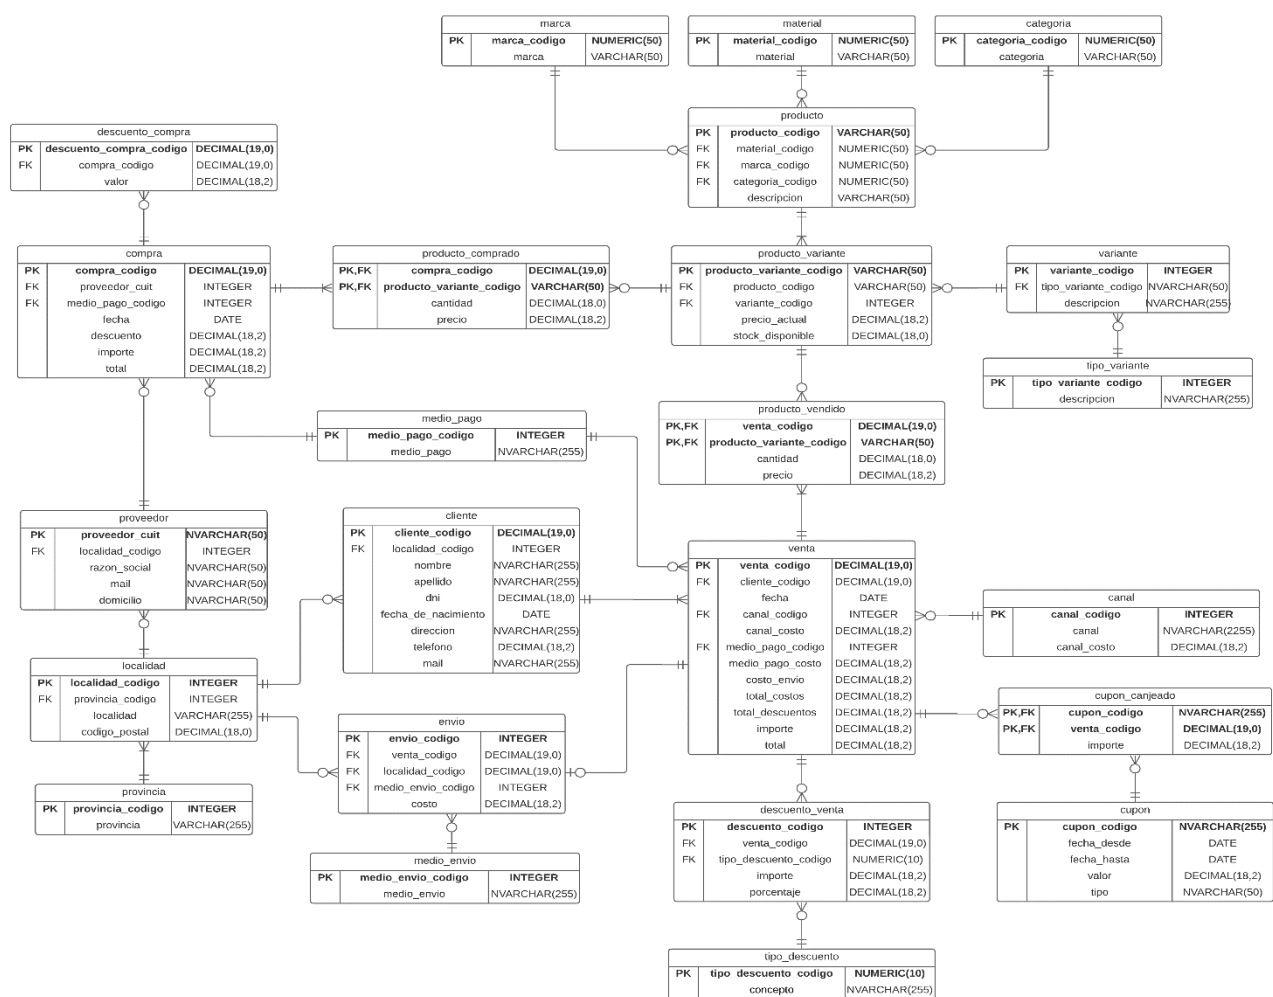 marca
PK marca_codigo NUMERIC(50)
marca VARCHAR(50)
material
PK material_codigo NUMERIC(50)
material VARCHAR(50)
categoria
PK categoria_codigo NUMERIC(50)
categoria VARCHAR(50)
producto
PK producto_codigo VARCHAR(50)
FK material_codigo NUMERIC(50)
FK marca_codigo NUMERIC(50)
FK categoria_codigo NUMERIC(50)
descripcion VARCHAR(50)
descuento_compra
PK descuento_compra_codigo DECIMAL(19,0)
FK compra_codigo DECIMAL(19,0)
valor DECIMAL(18,2)
compra
PK compra_codigo DECIMAL(19,0)
FK proveedor_cuit INTEGER
FK medio_pago_codigo INTEGER
fecha DATE
descuento DECIMAL(18,2)
importe DECIMAL(18,2)
total DECIMAL(18,2)
producto_comprado
PK,FK compra_codigo DECIMAL(19,0)
PK,FK producto_variante_codigo VARCHAR(50)
cantidad DECIMAL(18,0)
precio DECIMAL(18,2)
producto_variante
PK producto_variante_codigo VARCHAR(50)
FK producto_codigo VARCHAR(50)
FK variante_codigo INTEGER
precio_actual DECIMAL(18,2)
stock_disponible DECIMAL(18,0)
variante
PK variante_codigo INTEGER
FK tipo_variante_codigo NVARCHAR(50)
descripcion NVARCHAR(255)
tipo_variante
PK tipo_variante_codigo INTEGER
descripcion NVARCHAR(255)
medio_pago
PK medio_pago_codigo INTEGER
medio_pago NVARCHAR(255)
producto_vendido
PK,FK venta_codigo DECIMAL(19,0)
PK,FK producto_variante_codigo VARCHAR(50)
cantidad DECIMAL(18,0)
precio DECIMAL(18,2)
proveedor
PK proveedor_cuit NVARCHAR(50)
FK localidad_codigo INTEGER
razon_social NVARCHAR(50)
mail NVARCHAR(50)
domicilio NVARCHAR(50)
cliente
PK cliente_codigo DECIMAL(19,0)
FK localidad_codigo INTEGER
nombre NVARCHAR(255)
apellido NVARCHAR(255)
dni DECIMAL(18,0)
fecha_de_nacimiento DATE
direccion NVARCHAR(255)
telefono DECIMAL(18,2)
mail NVARCHAR(255)
venta
PK venta_codigo DECIMAL(19,0)
FK cliente_codigo DECIMAL(19,0)
fecha DATE
FK canal_codigo INTEGER
canal_costo DECIMAL(18,2)
FK medio_pago_codigo INTEGER
medio_pago_costo DECIMAL(18,2)
costo_envio DECIMAL(18,2)
total_costos DECIMAL(18,2)
total_descuentos DECIMAL(18,2)
importe DECIMAL(18,2)
total DECIMAL(18,2)
canal
PK canal_codigo INTEGER
canal NVARCHAR(2255)
canal_costo DECIMAL(18,2)
localidad
PK localidad_codigo INTEGER
FK provincia_codigo INTEGER
localidad VARCHAR(255)
codigo_postal DECIMAL(18,0)
envio
PK envio_codigo INTEGER
FK venta_codigo DECIMAL(19,0)
FK localidad_codigo DECIMAL(19,0)
FK medio_envio_codigo INTEGER
costo DECIMAL(18,2)
cupon_canjeado
PK,FK cupon_codigo NVARCHAR(255)
PK,FK venta_codigo DECIMAL(19,0)
importe DECIMAL(18,2)
provincia
PK provincia_codigo INTEGER
provincia VARCHAR(255)
medio_envio
PK medio_envio_codigo INTEGER
medio_envio NVARCHAR(255)
descuento_venta
PK descuento_codigo INTEGER
FK venta_codigo DECIMAL(19,0)
FK tipo_descuento_codigo NUMERIC(10)
importe DECIMAL(18,2)
porcentaje DECIMAL(18,2)
cupon
PK cupon_codigo NVARCHAR(255)
fecha_desde DATE
fecha_hasta DATE
valor DECIMAL(18,2)
tipo NVARCHAR(50)
tipo_descuento
PK tipo_descuento_codigo NUMERIC(10)
concepto NVARCHAR(255)